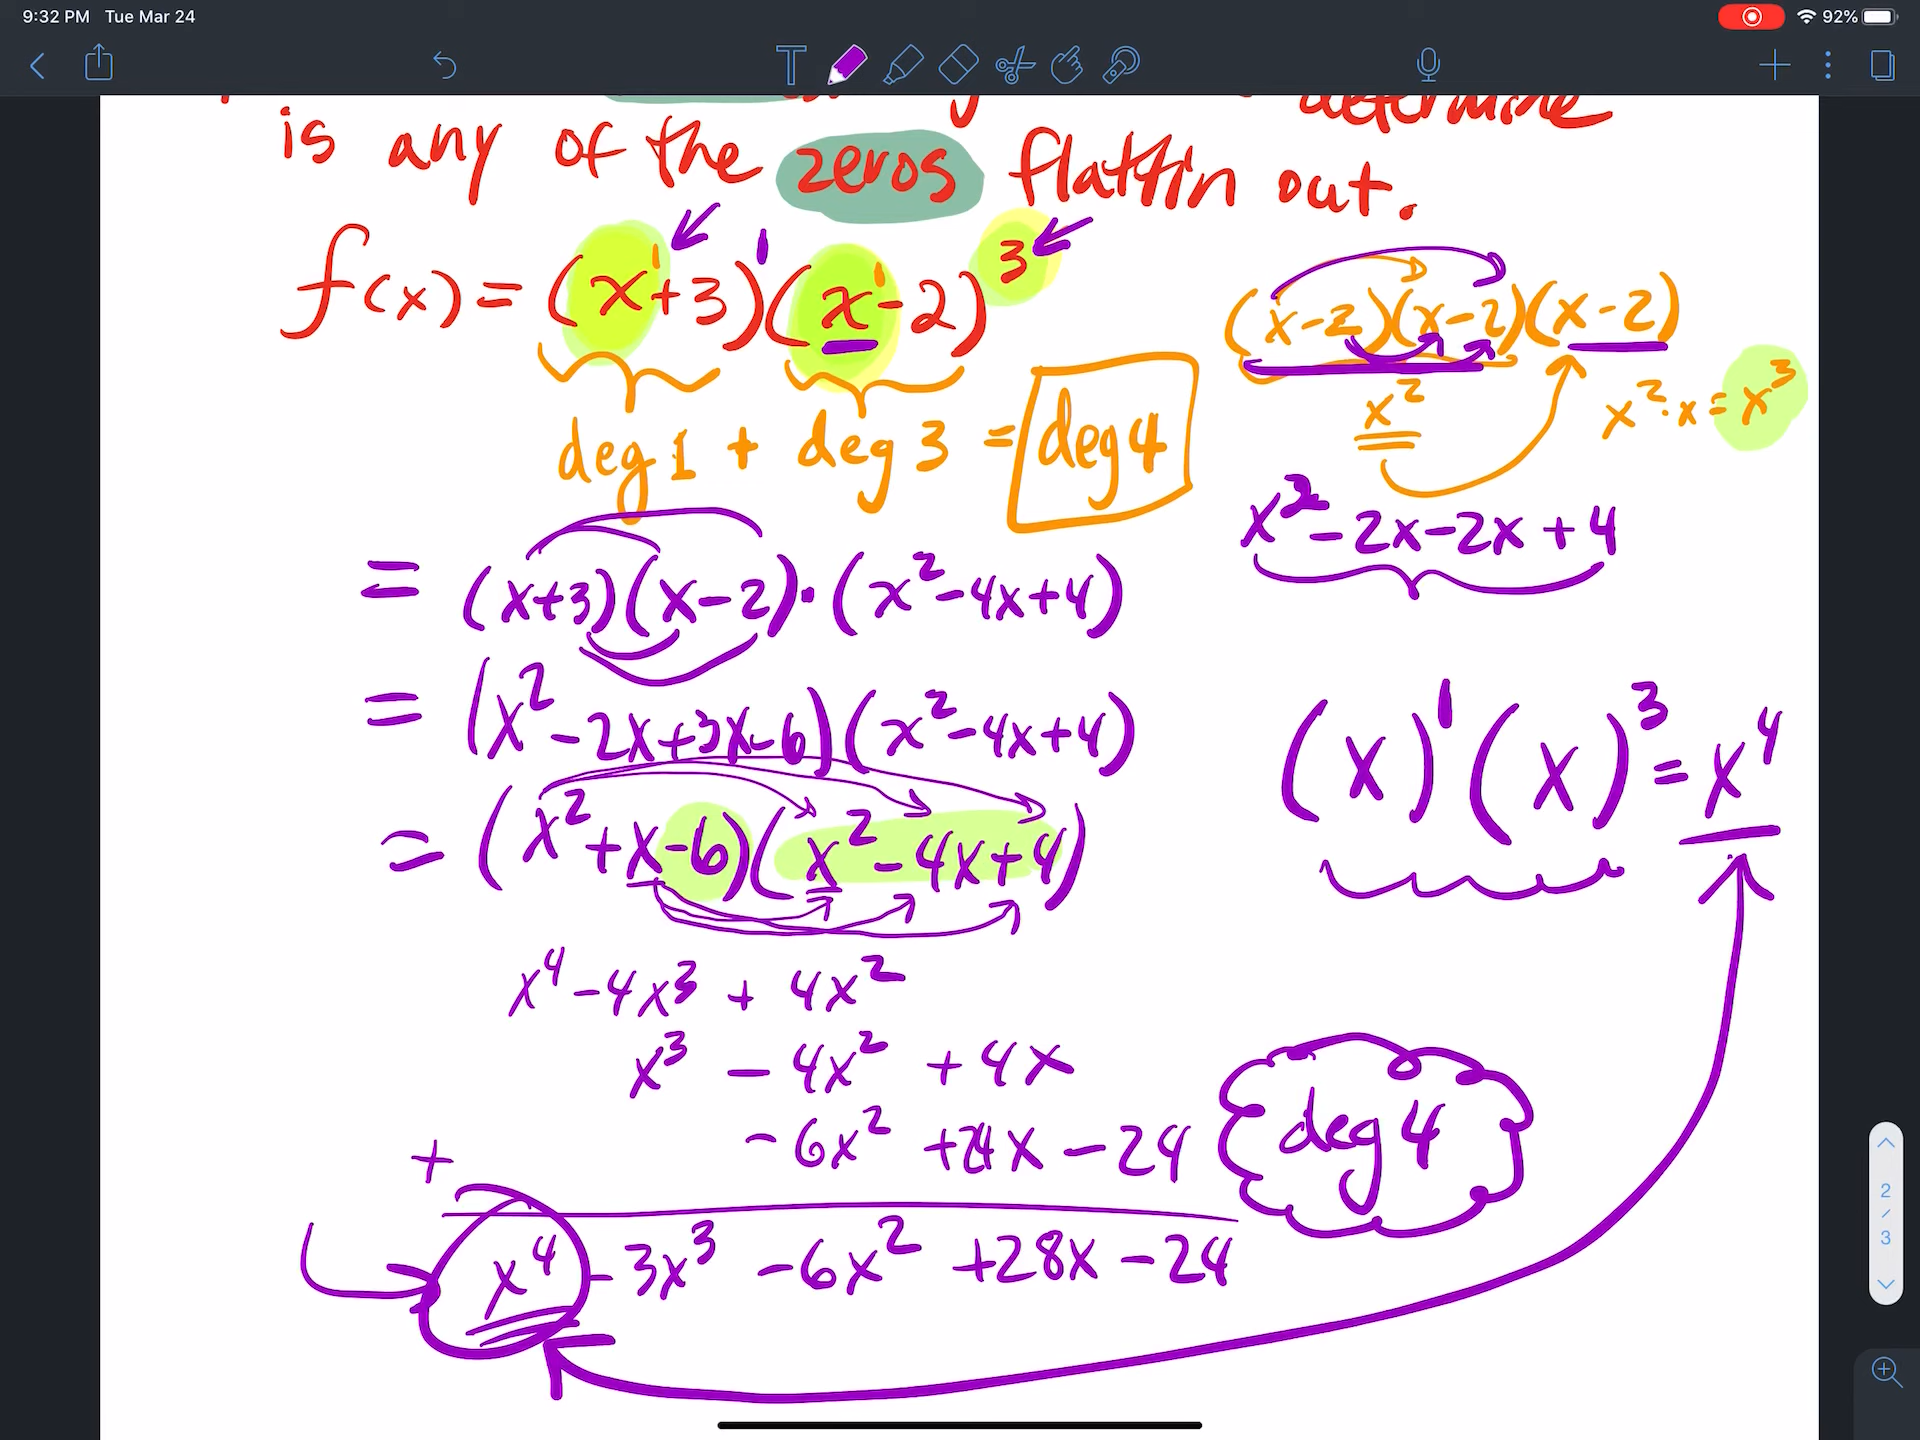 9:32 PM Tue Mar 24
92%
determine
is any of the zeros flattin out.
f(x) = (x¹+3)¹(x¹-2)³
(x-2)(x-2)(x-2)
x²
x²·x = x³
deg 1 + deg 3 = deg 4
x²-2x-2x+4
= (x+3)(x-2)·(x²-4x+4)
= (x²-2x+3x-6)(x²-4x+4)
(x)¹(x)³ = x⁴
= (x²+x-6)(x²-4x+4)
x⁴-4x³ + 4x²
x³ - 4x² + 4x
+ -6x² +24x -24
deg 4
x⁴ -3x³ -6x² +28x -24
2
/
3